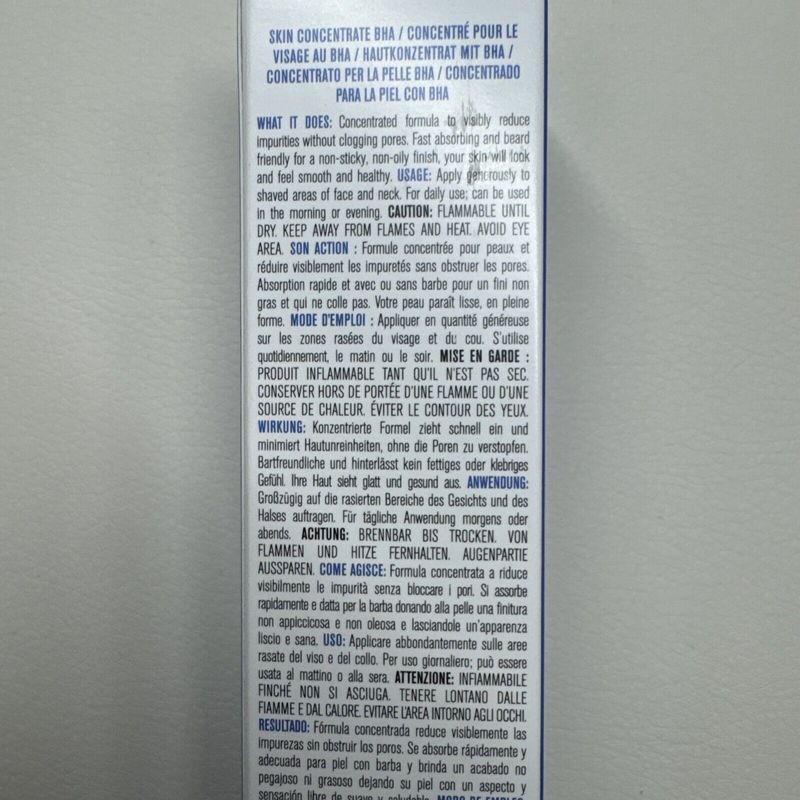 SKIN CONCENTRATE BHA / CONCENTRÉ POUR LE
VISAGE AU BHA / HAUTKONZENTRAT MIT BHA /
CONCENTRATO PER LA PELLE BHA / CONCENTRADO
PARA LA PIEL CON BHA
WHAT IT DOES: Concentrated formula to visibly reduce
impurities without clogging pores. Fast absorbing and beard
friendly for a non-sticky, non-oily finish, your skin will look
and feel smooth and healthy. USAGE: Apply generously to
shaved areas of face and neck. For daily use; can be used
in the morning or evening. CAUTION: FLAMMABLE UNTIL
DRY. KEEP AWAY FROM FLAMES AND HEAT. AVOID EYE
AREA. SON ACTION : Formule concentrée pour peaux et
réduire visiblement les impuretés sans obstruer les pores.
Absorption rapide et avec ou sans barbe pour un fini non
gras et qui ne colle pas. Votre peau paraît lisse, en pleine
forme. MODE D'EMPLOI : Appliquer en quantité généreuse
sur les zones rasées du visage et du cou. S'utilise
quotidiennement, le matin ou le soir. MISE EN GARDE :
PRODUIT INFLAMMABLE TANT QU'IL N'EST PAS SEC.
CONSERVER HORS DE PORTÉE D'UNE FLAMME OU D'UNE
SOURCE DE CHALEUR. ÉVITER LE CONTOUR DES YEUX.
WIRKUNG: Konzentrierte Formel zieht schnell ein und
minimiert Hautunreinheiten, ohne die Poren zu verstopfen.
Bartfreundliche und hinterlässt kein fettiges oder klebriges
Gefühl. Ihre Haut sieht glatt und gesund aus. ANWENDUNG:
Großzügig auf die rasierten Bereiche des Gesichts und des
Halses auftragen. Für tägliche Anwendung morgens oder
abends. ACHTUNG: BRENNBAR BIS TROCKEN. VON
FLAMMEN UND HITZE FERNHALTEN. AUGENPARTIE
AUSSPAREN. COME AGISCE: Formula concentrata a riduce
visibilmente le impurità senza bloccare i pori. Si assorbe
rapidamente e datta per la barba donando alla pelle una finitura
non appiccicosa e non oleosa e lasciandole un'apparenza
liscio e sana. USO: Applicare abbondantemente sulle aree
rasate del viso e del collo. Per uso giornaliero; può essere
usata al mattino o alla sera. ATTENZIONE: INFIAMMABILE
FINCHÉ NON SI ASCIUGA. TENERE LONTANO DALLE
FIAMME E DAL CALORE. EVITARE L'AREA INTORNO AGLI OCCHI.
RESULTADO: Fórmula concentrada reduce visiblemente las
impurezas sin obstruir los poros. Se absorbe rápidamente y
adecuada para piel con barba y brinda un acabado no
pegajoso ni grasoso dejando su piel con un aspecto y
sensación libre de suave y saludable. MODO DE EMPLEO: